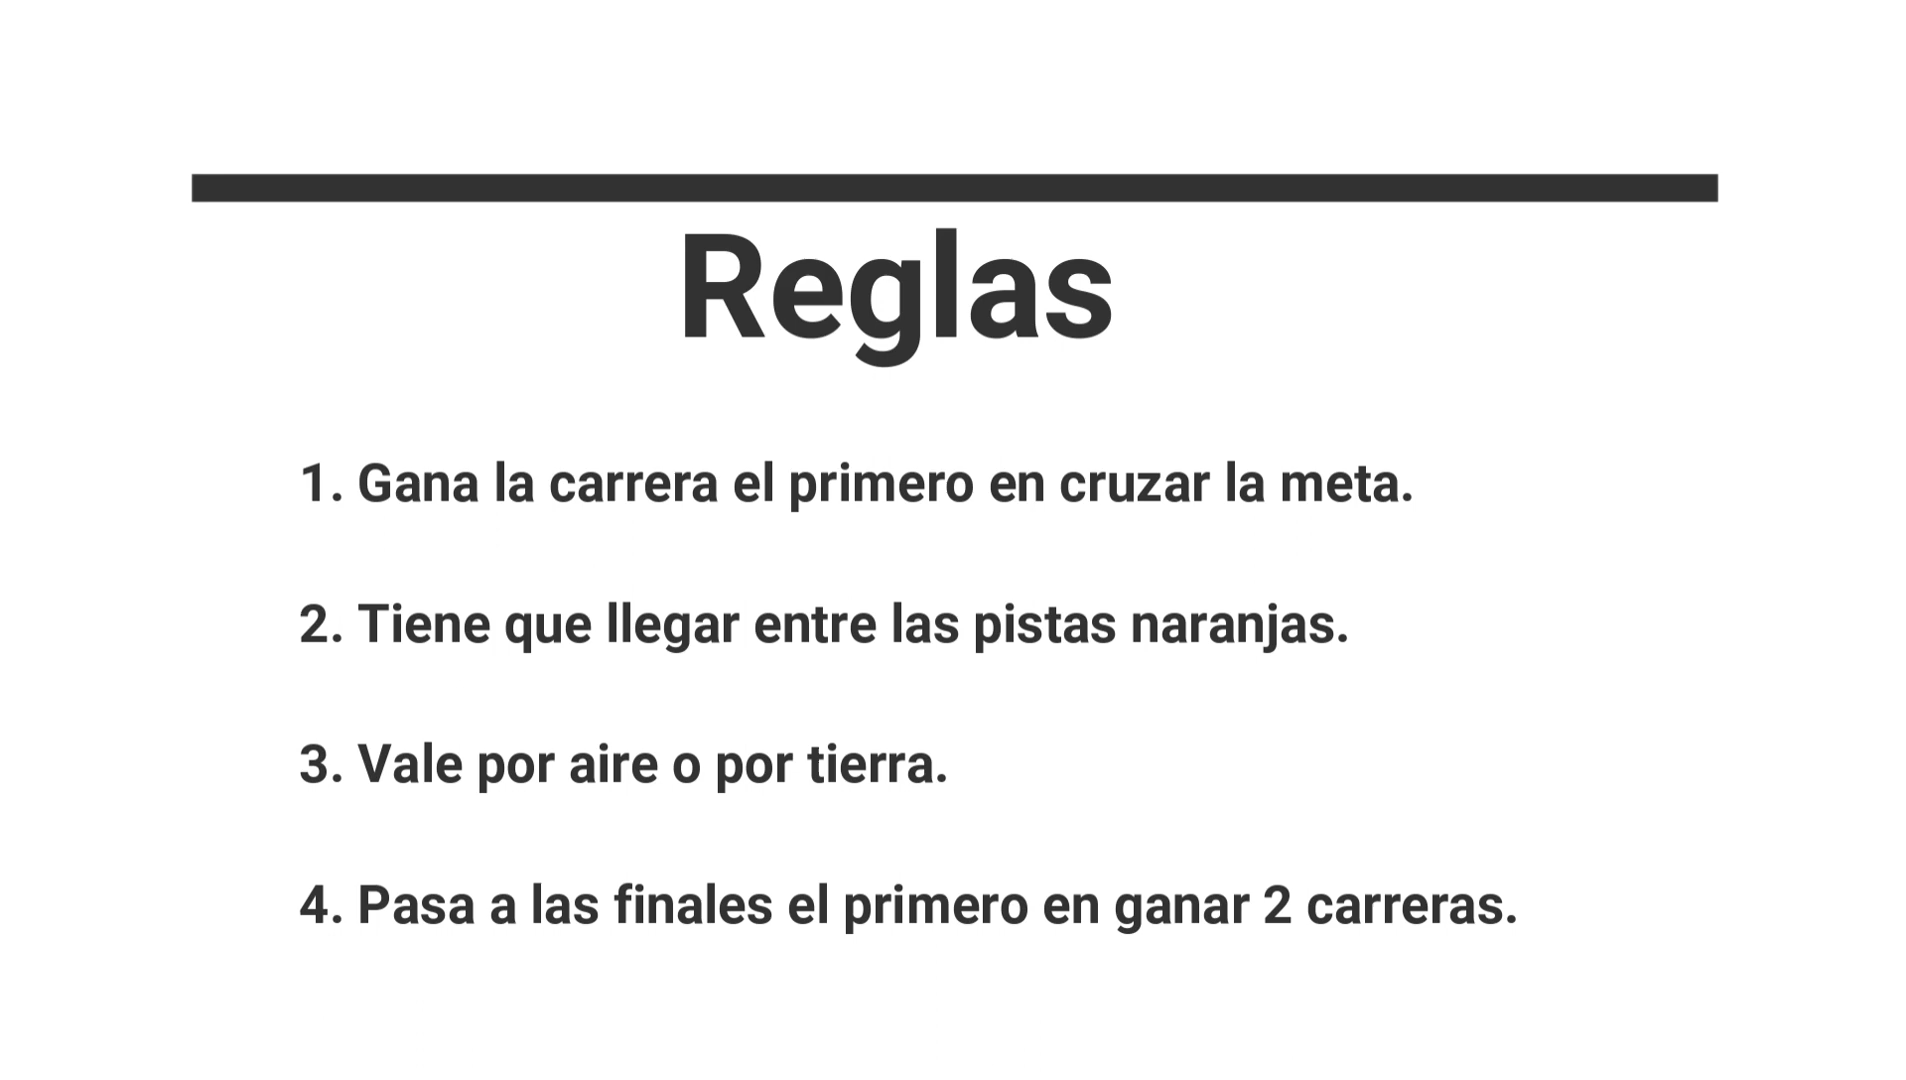 Reglas
1. Gana la carrera el primero en cruzar la meta.
2. Tiene que llegar entre las pistas naranjas.
3. Vale por aire o por tierra.
4. Pasa a las finales el primero en ganar 2 carreras.